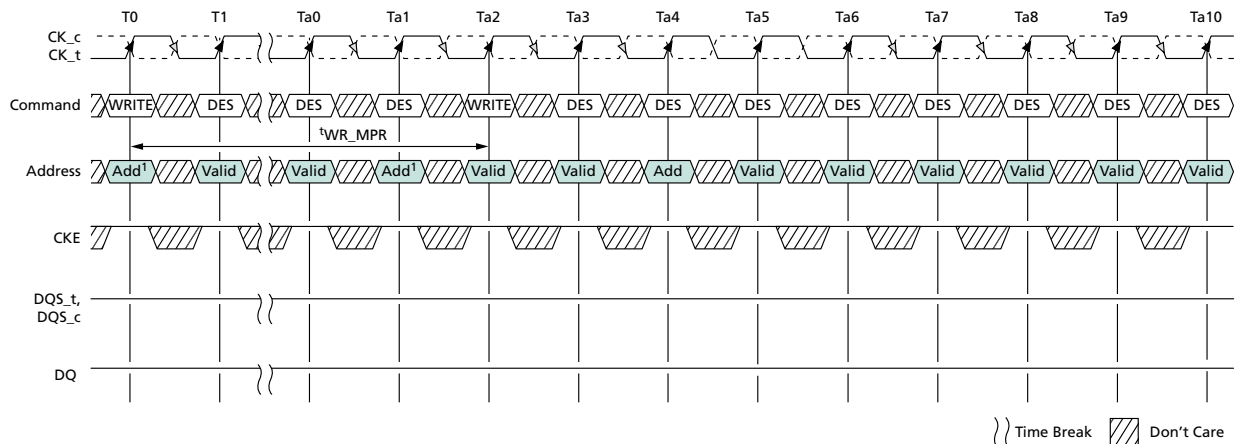 T0 T1 Ta0 Ta1 Ta2 Ta3 Ta4 Ta5 Ta6 Ta7 Ta8 Ta9 Ta10
CK_c
CK_t
Command WRITE DES DES DES WRITE DES DES DES DES DES DES DES DES
tWR_MPR
Address Add1 Valid Valid Add1 Valid Valid Add Valid Valid Valid Valid Valid Valid
CKE
DQS_t,
DQS_c
DQ
Time Break Don't Care